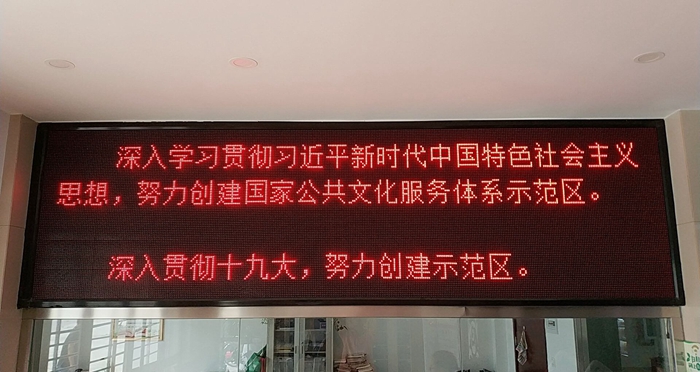 深入学习贯彻习近平新时代中国特色社会主义
思想，努力创建国家公共文化服务体系示范区。
深入贯彻十九大，努力创建示范区。